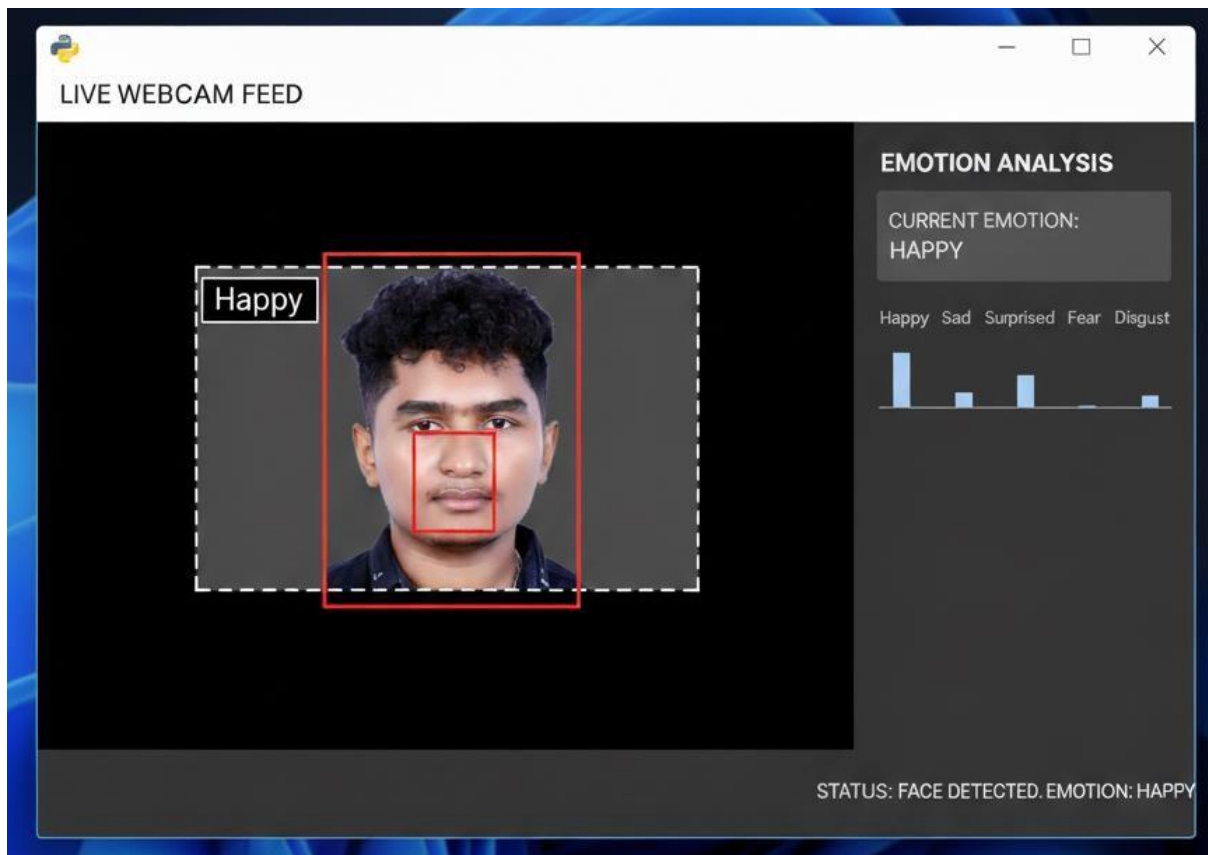 LIVE WEBCAM FEED
Happy
EMOTION ANALYSIS
CURRENT EMOTION:
HAPPY
Happy Sad Surprised Fear Disgust
STATUS: FACE DETECTED. EMOTION: HAPPY